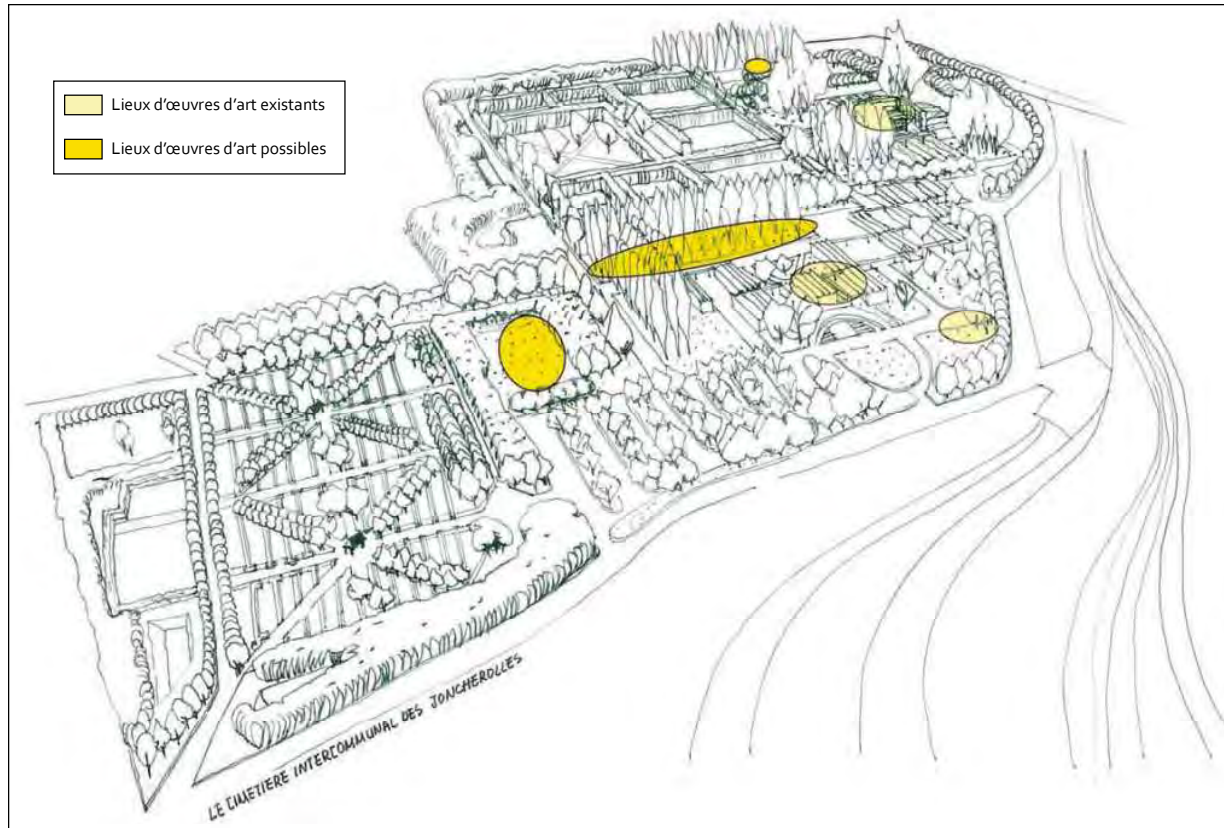 Lieux d'œuvres d'art existants
Lieux d'œuvres d'art possibles
LE CIMETIERE INTERCOMMUNAL DES JONCHEROLLES